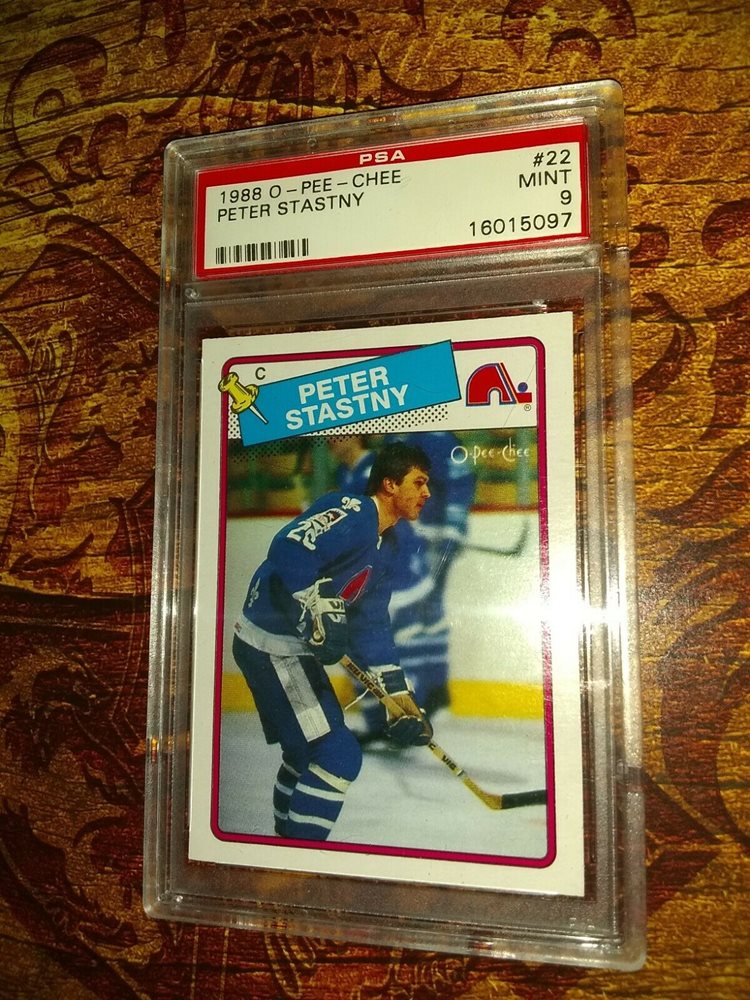 PSA
1988 O-PEE-CHEE #22
PETER STASTNY MINT
9
16015097
C
PETER
STASTNY
®
O-Pee-Chee